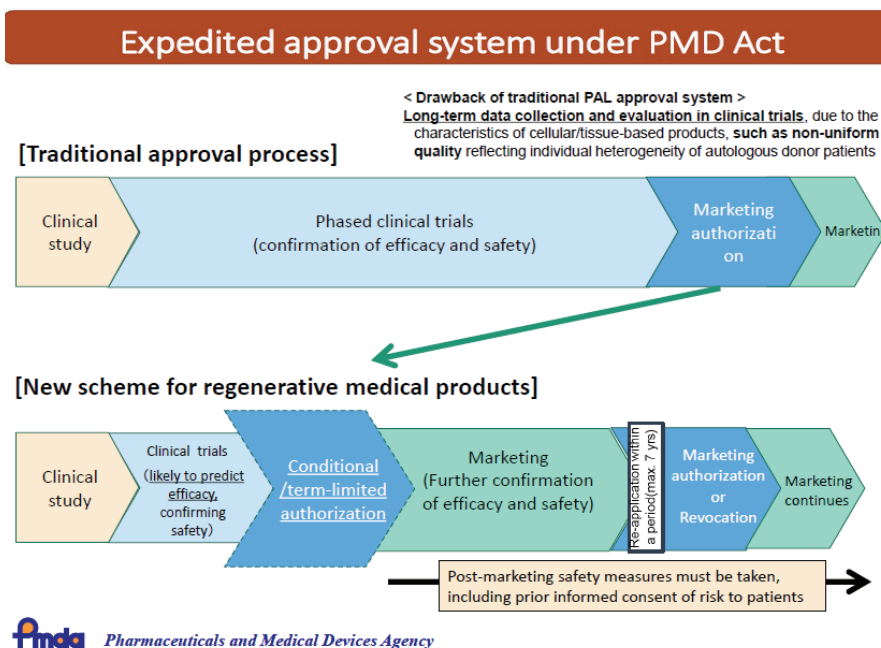 Expedited approval system under PMD Act
< Drawback of traditional PAL approval system >
Long-term data collection and evaluation in clinical trials, due to the
characteristics of cellular/tissue-based products, such as non-uniform
quality reflecting individual heterogeneity of autologous donor patients
[Traditional approval process]
Clinical
study
Phased clinical trials
(confirmation of efficacy and safety)
Marketing
authorizati
on
Marketin
[New scheme for regenerative medical products]
Clinical
study
Clinical trials
(likely to predict
efficacy,
confirming
safety)
Conditional
/term-limited
authorization
Marketing
(Further confirmation
of efficacy and safety)
Re-application within
a period(max. 7 yrs)
Marketing
authorization
or
Revocation
Marketing
continues
Post-marketing safety measures must be taken,
including prior informed consent of risk to patients
Pmda Pharmaceuticals and Medical Devices Agency